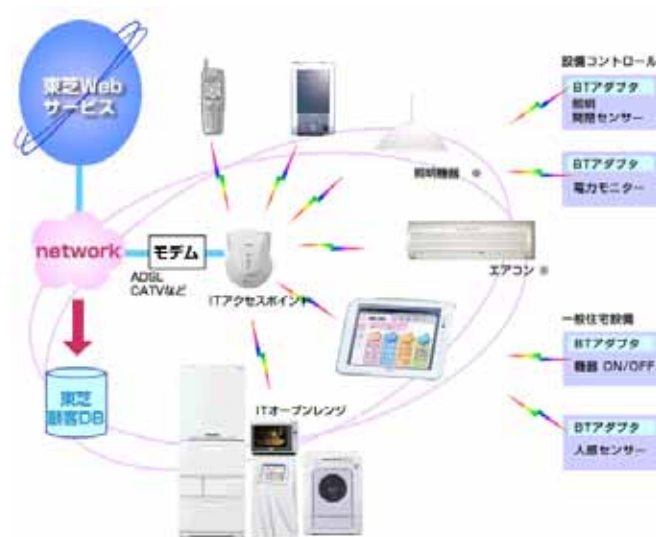 東芝Web
サービス
network
モデム
ADSL
CATVなど
ITアクセスポイント
照明機器 ※
エアコン ※
東芝
顧客DB
ITオーブンレンジ
設備コントロール
BTアダプタ
照明
開閉センサー
BTアダプタ
電力モニター
一般住宅設備
BTアダプタ
機器 ON/OFF
BTアダプタ
人感センサー